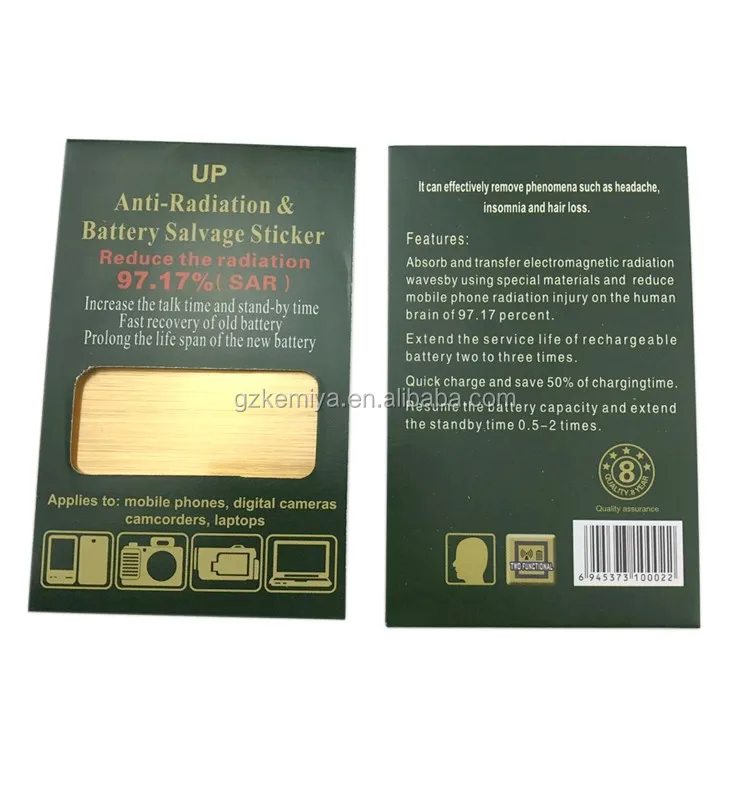 UP
Anti-Radiation &
Battery Salvage Sticker
Reduce the radiation
97.17%( SAR )
Increase the talk time and stand-by time
Fast recovery of old battery
Prolong the life span of the new battery
Applies to: mobile phones, digital cameras
camcorders, laptops
It can effectively remove phenomena such as headache,
insomnia and hair loss.
Features:
Absorb and transfer electromagnetic radiation
wavesby using special materials and reduce
mobile phone radiation injury on the human
brain of 97.17 percent.
Extend the service life of rechargeable
battery two to three times.
Quick charge and save 50% of chargingtime.
Resume the battery capacity and extend
the standby time 0.5-2 times.
8
QUALITY 8 YEAR
Quality assurance
TWO FUNCTIONAL
6 945373 100022
gzkemiya.en.alibaba.com